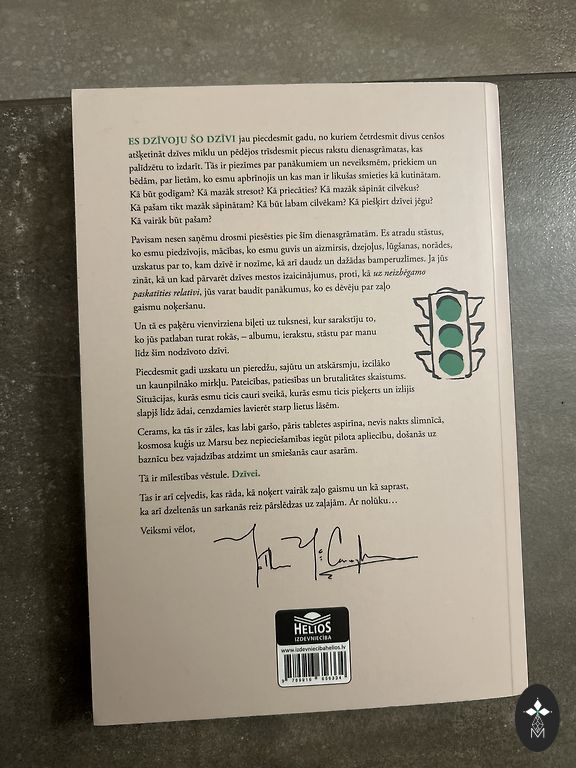 ES DZĪVOJU ŠO DZĪVI jau piecdesmit gadu, no kuriem četrdesmit divus cenšos
atšķetināt dzīves mīklu un pēdējos trīsdesmit piecus rakstu dienasgrāmatas, kas
palīdzētu to izdarīt. Tās ir piezīmes par panākumiem un neveiksmēm, priekiem un
bēdām, par lietām, ko esmu apbrīnojis un kas man ir likušas smieties kā kutinātam.
Kā būt godīgam? Kā mazāk stresot? Kā priecāties? Kā mazāk sāpināt cilvēkus?
Kā pašam tikt mazāk sāpinātam? Kā būt labam cilvēkam? Kā piešķirt dzīvei jēgu?
Kā vairāk būt pašam?
Pavisam nesen saņēmu drosmi piesēsties pie šīm dienasgrāmatām. Es atradu stāstus,
ko esmu piedzīvojis, mācības, ko esmu guvis un aizmirsis, dzejoļus, lūgšanas, norādes,
uzskatus par to, kam dzīvē ir nozīme, kā arī daudz un dažādas bamperuzlīmes. Ja jūs
zināt, kā un kad pārvarēt dzīves mestos izaicinājumus, proti, kā uz neizbēgamo
paskatīties relatīvi, jūs varat baudīt panākumus, ko es dēvēju par zaļo
gaismu noķeršanu.
Un tā es paķēru vienvirziena biļeti uz tuksnesi, kur sarakstīju to,
ko jūs patlaban turat rokās, – albumu, ierakstu, stāstu par manu
līdz šim nodzīvoto dzīvi.
Piecdesmit gadi uzskatu un pieredžu, sajūtu un atskārsmju, izcilāko
un kaunpilnāko mirkļu. Pateicības, patiesības un brutalitātes skaistums.
Situācijas, kurās esmu ticis cauri sveikā, kurās esmu ticis pieķerts un izlijis
slapjš līdz ādai, cenzdamies lavierēt starp lietus lāsēm.
Cerams, ka tās ir zāles, kas labi garšo, pāris tabletes aspirīna, nevis nakts slimnīcā,
kosmosa kuģis uz Marsu bez nepieciešamības iegūt pilota apliecību, došanās uz
baznīcu bez vajadzības atdzimt un smiešanās caur asarām.
Tā ir mīlestības vēstule. Dzīvei.
Tas ir arī ceļvedis, kas rāda, kā noķert vairāk zaļo gaismu un kā saprast,
ka arī dzeltenās un sarkanās reiz pārslēdzas uz zaļajām. Ar nolūku…
Veiksmi vēlot,
HELIOS
IZDEVNIECĪBA
www.izdevniecibahelios.lv
M